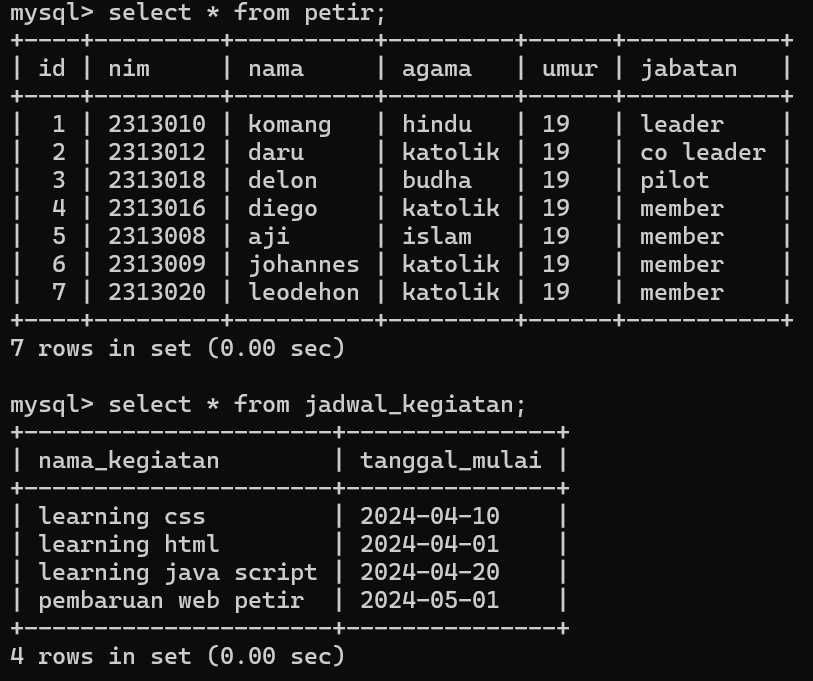 mysql> select * from petir;
+----+---------+----------+---------+------+-----------+
| id | nim     | nama     | agama   | umur | jabatan   |
+----+---------+----------+---------+------+-----------+
|  1 | 2313010 | komang   | hindu   | 19   | leader    |
|  2 | 2313012 | daru     | katolik | 19   | co leader |
|  3 | 2313018 | delon    | budha   | 19   | pilot     |
|  4 | 2313016 | diego    | katolik | 19   | member    |
|  5 | 2313008 | aji      | islam   | 19   | member    |
|  6 | 2313009 | johannes | katolik | 19   | member    |
|  7 | 2313020 | leodehon | katolik | 19   | member    |
+----+---------+----------+---------+------+-----------+
7 rows in set (0.00 sec)

mysql> select * from jadwal_kegiatan;
+----------------------+---------------+
| nama_kegiatan        | tanggal_mulai |
+----------------------+---------------+
| learning css         | 2024-04-10    |
| learning html        | 2024-04-01    |
| learning java script | 2024-04-20    |
| pembaruan web petir  | 2024-05-01    |
+----------------------+---------------+
4 rows in set (0.00 sec)